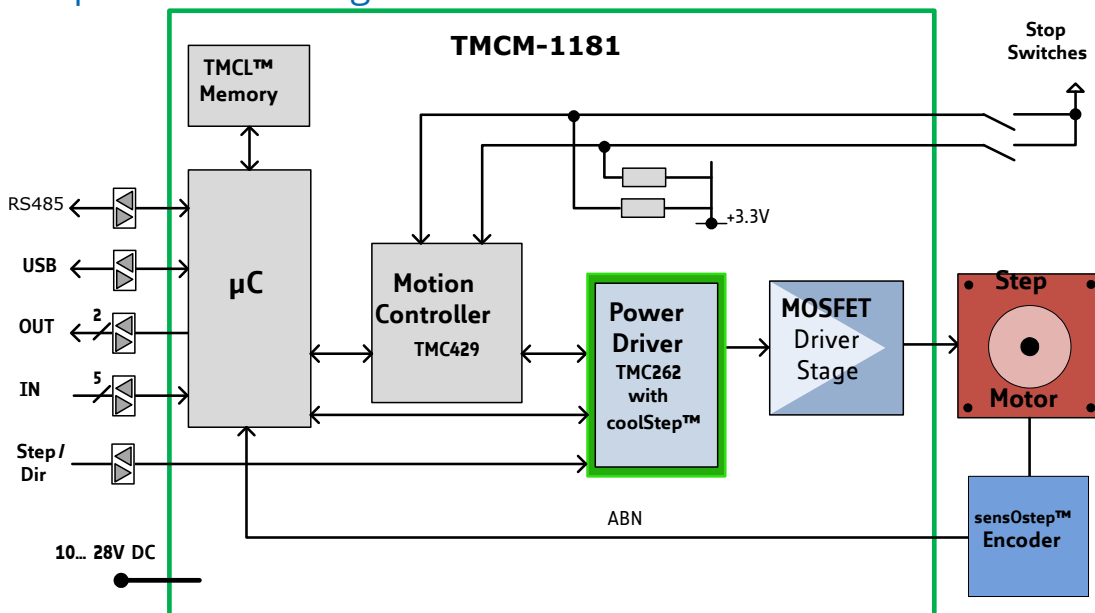 TMCM-1181
Stop
Switches
TMCL™
Memory
RS485
+3.3V
USB
µC
Motion
Controller
TMC429
Power
Driver
TMC262
with
coolStep™
MOSFET
Driver
Stage
Step
Motor
OUT
2
IN
5
Step/
Dir
ABN
sensOstep™
Encoder
10... 28V DC